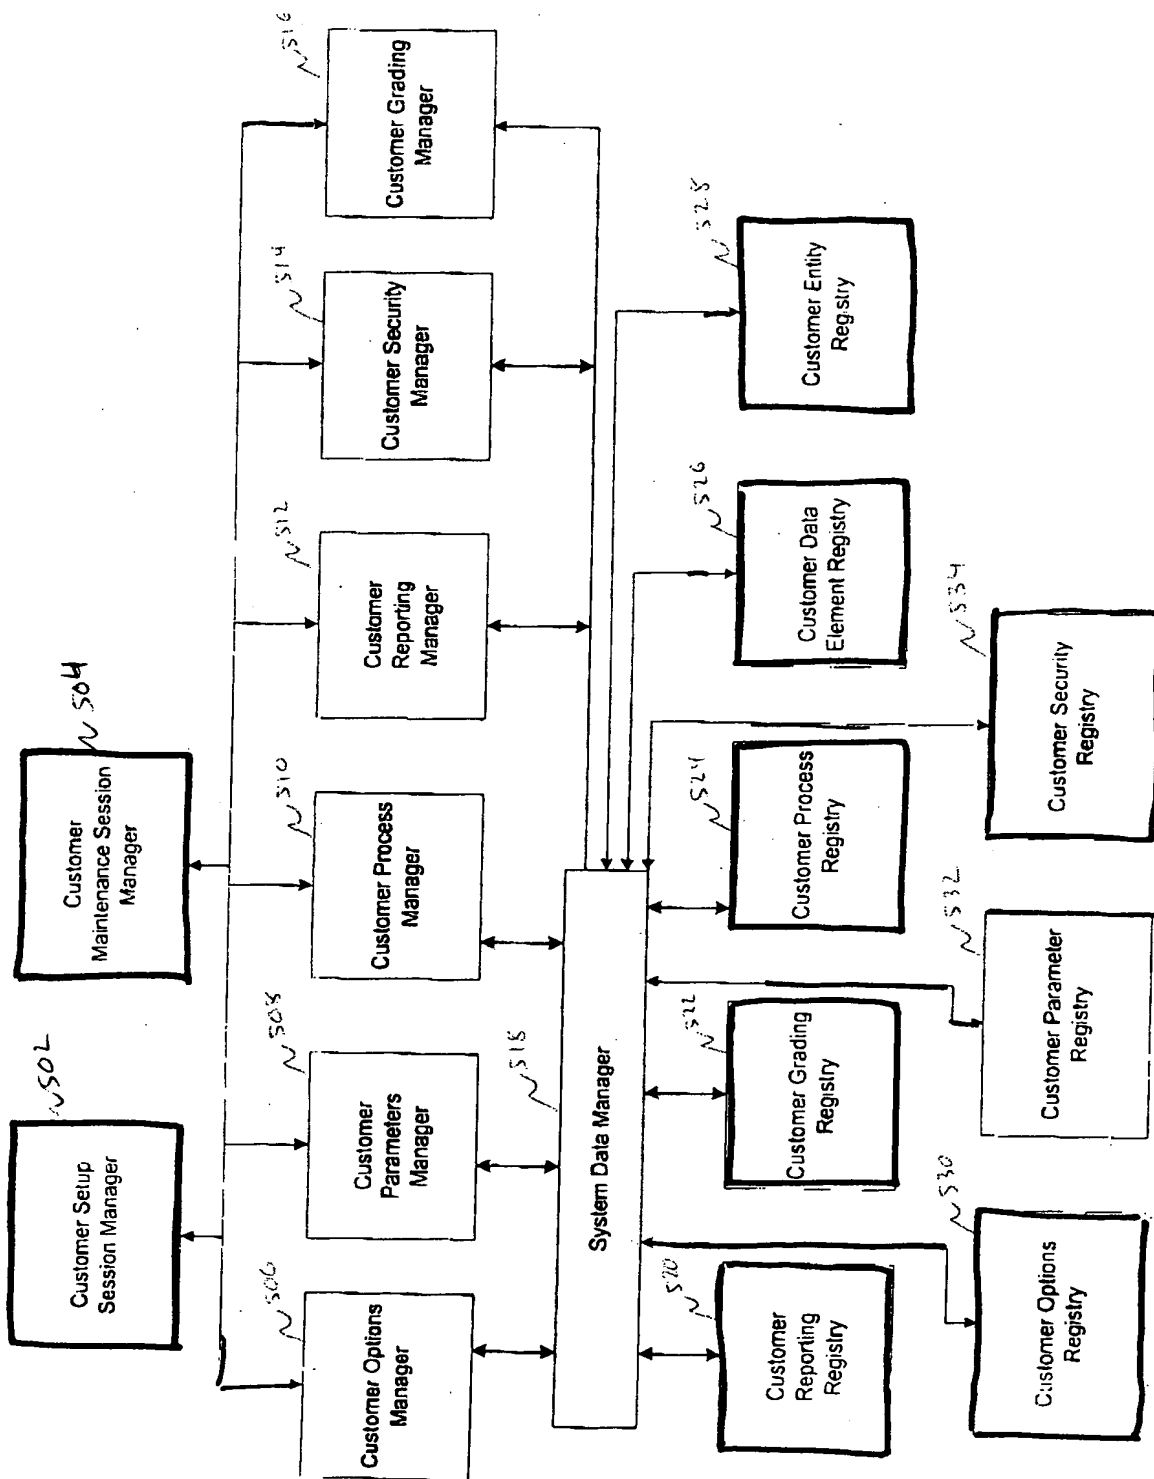 502
Customer Setup
Session Manager
504
Customer
Maintenance Session
Manager
506
Customer Options
Manager
508
Customer
Parameters
Manager
510
Customer Process
Manager
512
Customer
Reporting
Manager
514
Customer Security
Manager
516
Customer Grading
Manager
518
System Data Manager
520
Customer
Reporting
Registry
522
Customer Grading
Registry
524
Customer Process
Registry
526
Customer Data
Element Registry
528
Customer Entity
Registry
530
Customer Options
Registry
532
Customer Parameter
Registry
534
Customer Security
Registry